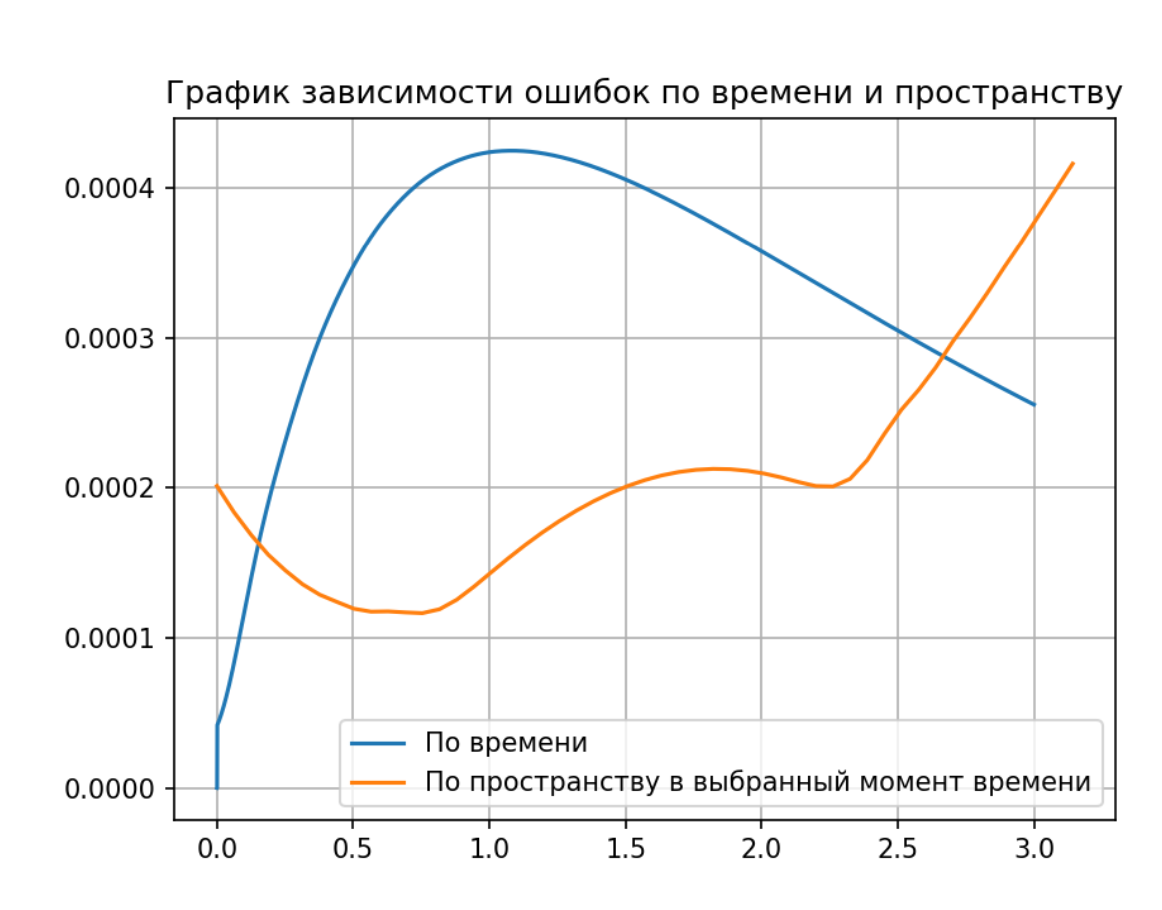 График зависимости ошибок по времени и пространству
0.0004
0.0003
0.0002
0.0001
0.0000
По времени
По пространству в выбранный момент времени
0.0 0.5 1.0 1.5 2.0 2.5 3.0